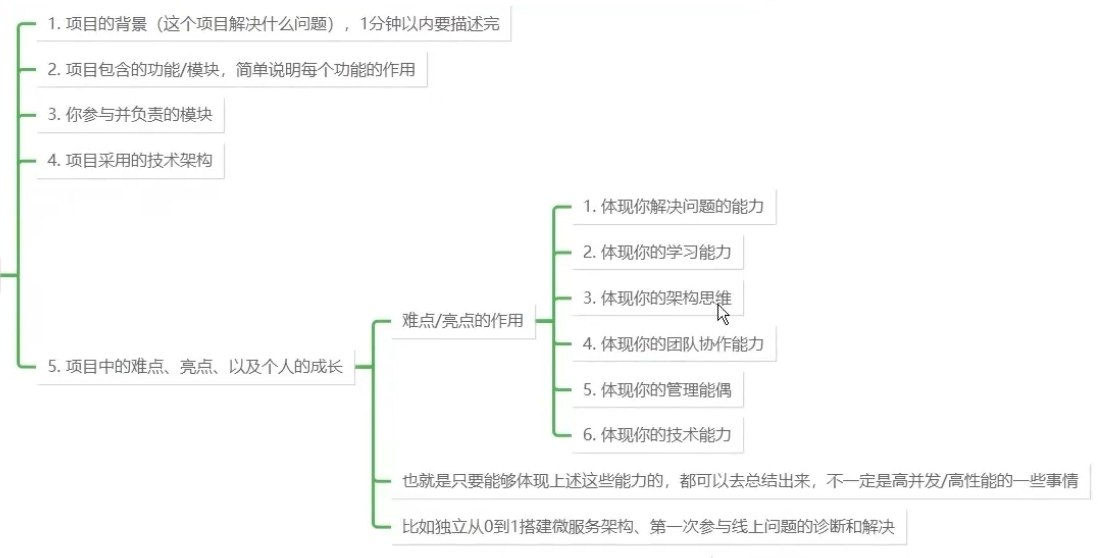 1. 项目的背景（这个项目解决什么问题），1分钟以内要描述完
2. 项目包含的功能/模块，简单说明每个功能的作用
3. 你参与并负责的模块
4. 项目采用的技术架构
5. 项目中的难点、亮点、以及个人的成长
难点/亮点的作用
1. 体现你解决问题的能力
2. 体现你的学习能力
3. 体现你的架构思维
4. 体现你的团队协作能力
5. 体现你的管理能偶
6. 体现你的技术能力
也就是只要能够体现上述这些能力的，都可以去总结出来，不一定是高并发/高性能的一些事情
比如独立从0到1搭建微服务架构、第一次参与线上问题的诊断和解决